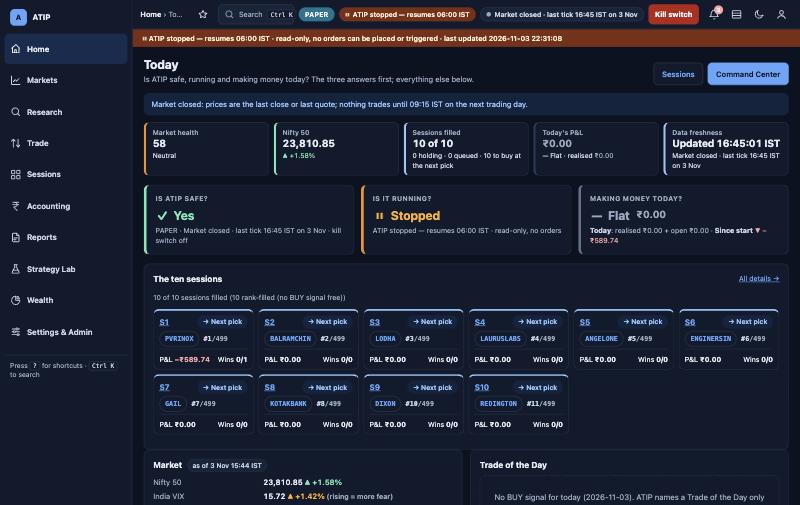 A ATIP
Home
Markets
Research
Trade
Sessions
Accounting
Reports
Strategy Lab
Wealth
Settings & Admin
Press ? for shortcuts · Ctrl K to search
Home › To...
Search Ctrl K
PAPER
ATIP stopped — resumes 06:00 IST
Market closed · last tick 16:45 IST on 3 Nov
Kill switch
ATIP stopped — resumes 06:00 IST · read-only, no orders can be placed or triggered · last updated 2026-11-03 22:31:08
Today
Is ATIP safe, running and making money today? The three answers first; everything else below.
Sessions
Command Center
Market closed: prices are the last close or last quote; nothing trades until 09:15 IST on the next trading day.
Market health
58
Neutral
Nifty 50
23,810.85
▲ +1.58%
Sessions filled
10 of 10
0 holding · 0 queued · 10 to buy at
the next pick
Today's P&L
₹0.00
— Flat · realised ₹0.00
Data freshness
Updated 16:45:01 IST
Market closed · last tick 16:45 IST
on 3 Nov
IS ATIP SAFE?
✓ Yes
PAPER · Market closed · last tick 16:45 IST on 3 Nov · kill
switch off
IS IT RUNNING?
Stopped
ATIP stopped — resumes 06:00 IST · read-only, no orders
MAKING MONEY TODAY?
— Flat ₹0.00
Today: realised ₹0.00 + open ₹0.00 · Since start ▼ −
₹589.74
The ten sessions
All details →
10 of 10 sessions filled (10 rank-filled (no BUY signal yet))
S1 → Next pick
PVRINOX #1/499
P&L −₹589.74 Wins 0/1
S2 → Next pick
BALRAMCHIN #2/499
P&L ₹0.00 Wins 0/0
S3 → Next pick
LODHA #3/499
P&L ₹0.00 Wins 0/0
S4 → Next pick
LAURUSLABS #4/499
P&L ₹0.00 Wins 0/0
S5 → Next pick
ANGELONE #5/499
P&L ₹0.00 Wins 0/0
S6 → Next pick
ENGINERSIN #6/499
P&L ₹0.00 Wins 0/0
S7 → Next pick
GAIL #7/499
P&L ₹0.00 Wins 0/0
S8 → Next pick
KOTAKBANK #8/499
P&L ₹0.00 Wins 0/0
S9 → Next pick
DIXON #10/499
P&L ₹0.00 Wins 0/0
S10 → Next pick
REDINGTON #11/499
P&L ₹0.00 Wins 0/0
Market as of 3 Nov 15:44 IST
Nifty 50 23,810.85 ▲ +1.58%
India VIX 15.72 ▲ +1.42% (rising = more fear)
Trade of the Day
No BUY signal for today (2026-11-03). ATIP names a Trade of the Day only